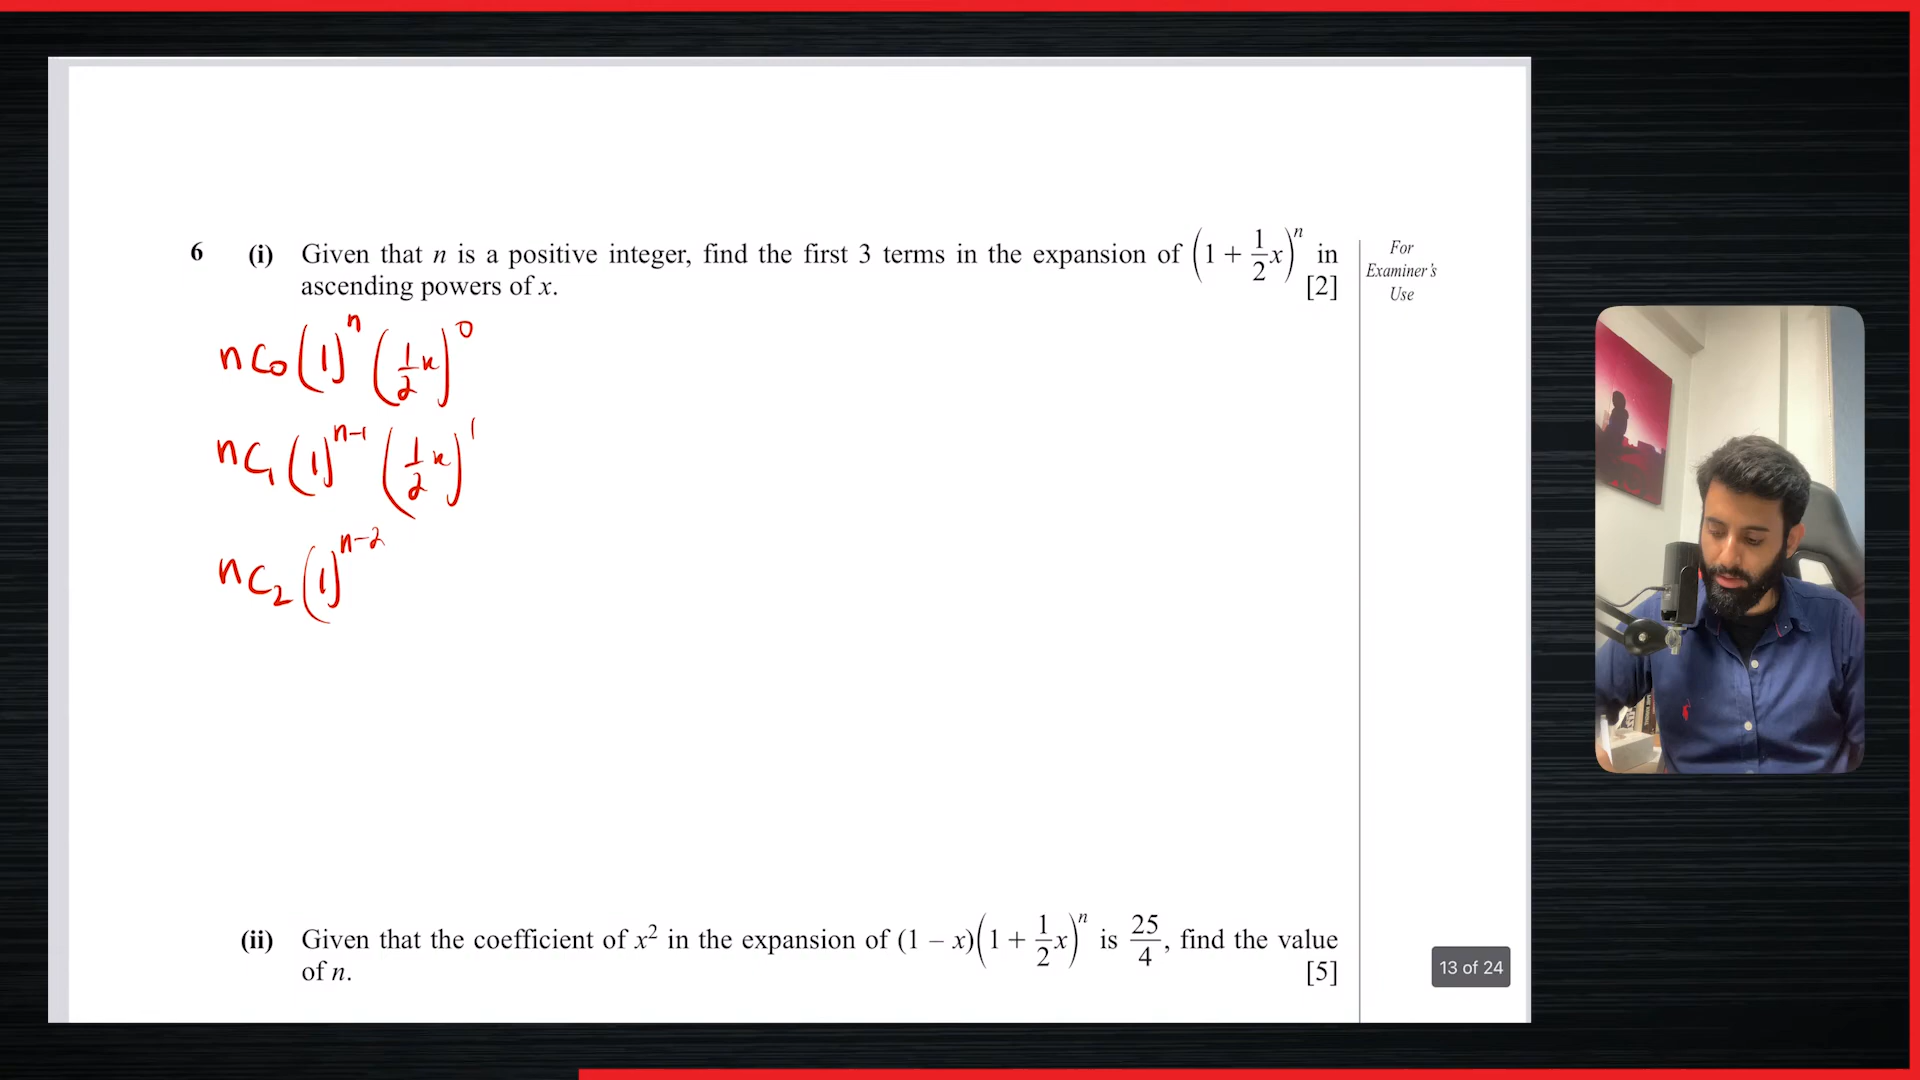 6 (i) Given that n is a positive integer, find the first 3 terms in the expansion of (1 + 1/2 x)^n in
ascending powers of x. [2]
For
Examiner's
Use
nC0 (1)^n (1/2 x)^0
nC1 (1)^n-1 (1/2 x)^1
nC2 (1)^n-2
(ii) Given that the coefficient of x² in the expansion of (1 – x)(1 + 1/2 x)^n is 25/4, find the value
of n. [5]
13 of 24